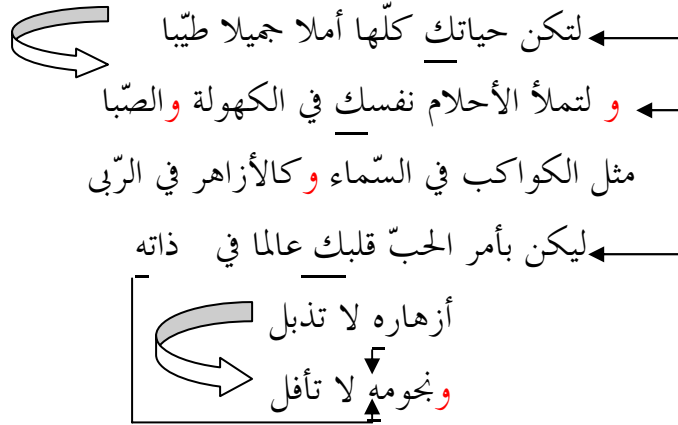 لتكن حياتك كلّها أملا جميلا طيّبا
و لتملأ الأحلام نفسك في الكهولة والصّبا
مثل الكواكب في السّماء وكالأزاهر في الرّبى
ليكن بأمر الحبّ قلبك عالما في ذاته
أزهاره لا تذبل
ونجومه لا تأفل